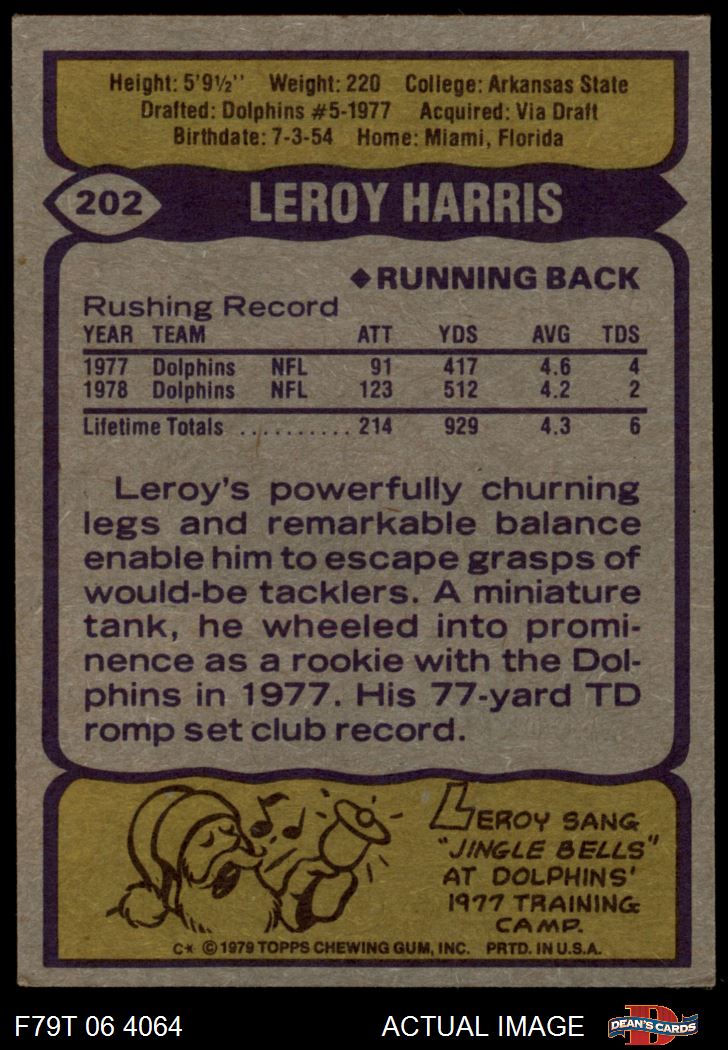 Height: 5'9½" Weight: 220 College: Arkansas State
Drafted: Dolphins #5-1977 Acquired: Via Draft
Birthdate: 7-3-54 Home: Miami, Florida
202 LEROY HARRIS
◆RUNNING BACK
Rushing Record
YEAR TEAM ATT YDS AVG TDS
1977 Dolphins NFL 91 417 4.6 4
1978 Dolphins NFL 123 512 4.2 2
Lifetime Totals .......... 214 929 4.3 6
Leroy's powerfully churning
legs and remarkable balance
enable him to escape grasps of
would-be tacklers. A miniature
tank, he wheeled into promi-
nence as a rookie with the Dol-
phins in 1977. His 77-yard TD
romp set club record.
LEROY SANG
"JINGLE BELLS"
AT DOLPHINS'
1977 TRAINING
CAMP.
C* © 1979 TOPPS CHEWING GUM, INC. PRTD. IN U.S.A.
F79T 06 4064 ACTUAL IMAGE D DEAN'S CARDS